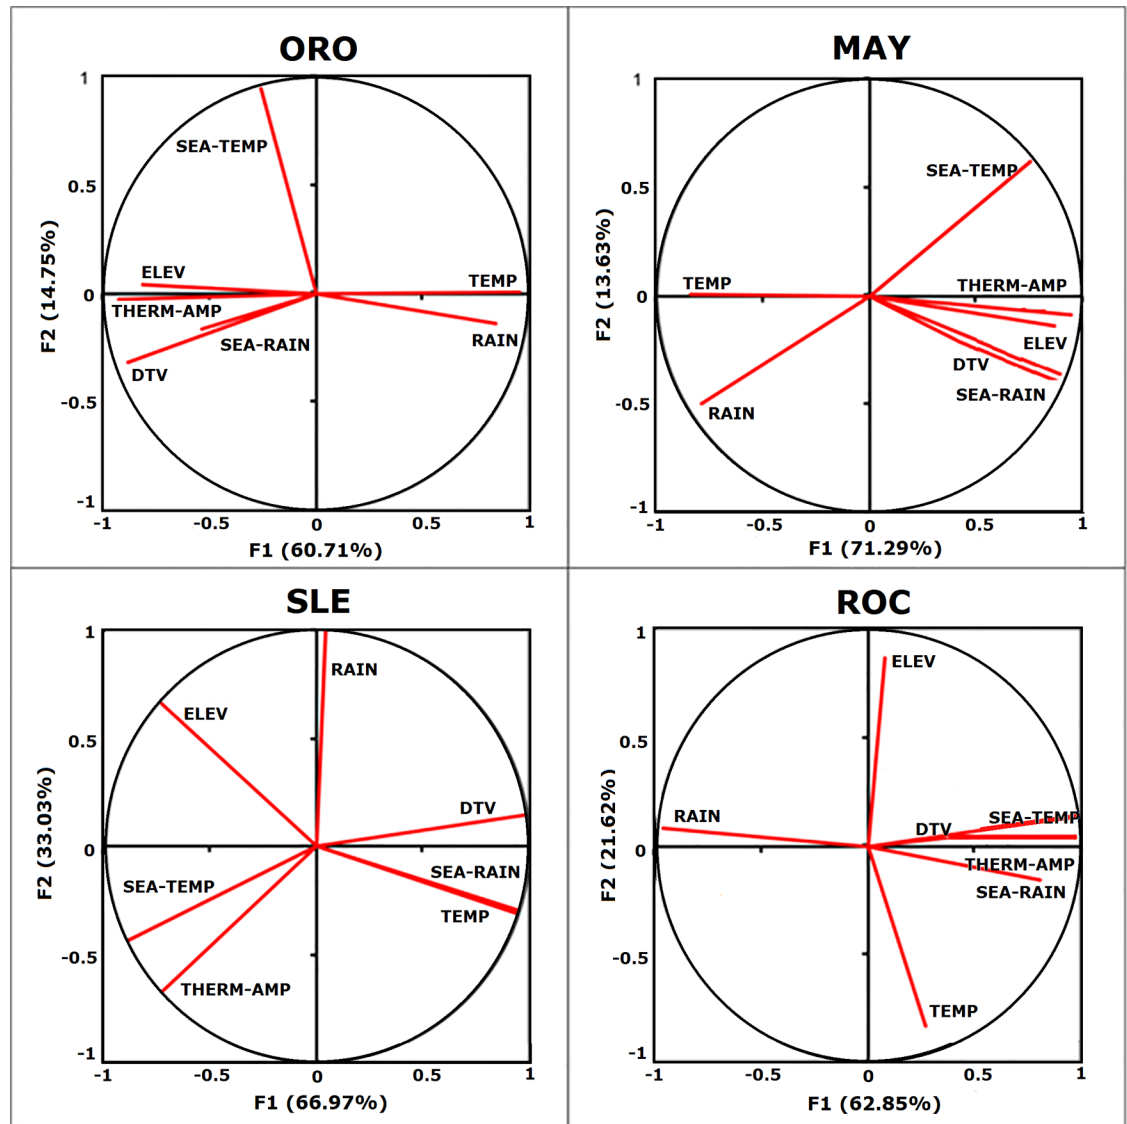 ORO
1
SEA-TEMP
0.5
ELEV
TEMP
0
THERM-AMP
SEA-RAIN
RAIN
DTV
-0.5
-1
-1
-0.5
0
0.5
1
F2 (14.75%)
F1 (60.71%)
MAY
1
SEA-TEMP
0.5
TEMP
THERM-AMP
0
ELEV
DTV
SEA-RAIN
-0.5
RAIN
-1
-1
-0.5
0
0.5
1
F2 (13.63%)
F1 (71.29%)
SLE
1
RAIN
ELEV
0.5
DTV
0
SEA-RAIN
SEA-TEMP
TEMP
-0.5
THERM-AMP
-1
-1
-0.5
0
0.5
1
F2 (33.03%)
F1 (66.97%)
ROC
1
ELEV
0.5
RAIN
SEA-TEMP
DTV
0
THERM-AMP
SEA-RAIN
-0.5
TEMP
-1
-1
-0.5
0
0.5
1
F2 (21.62%)
F1 (62.85%)